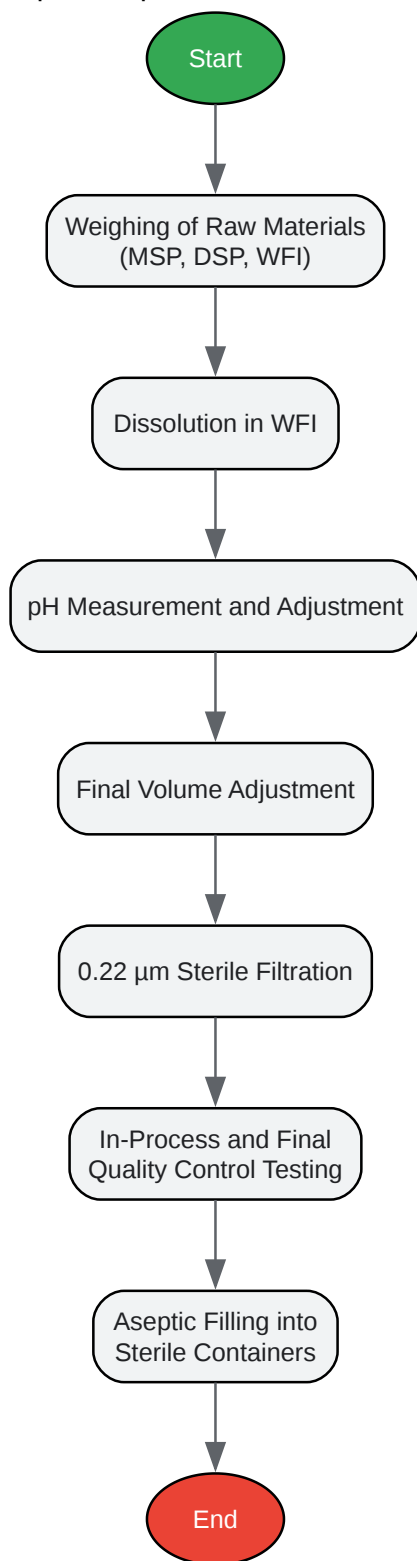 Start
Weighing of Raw Materials
(MSP, DSP, WFI)
Dissolution in WFI
pH Measurement and Adjustment
Final Volume Adjustment
0.22 µm Sterile Filtration
In-Process and Final
Quality Control Testing
Aseptic Filling into
Sterile Containers
End